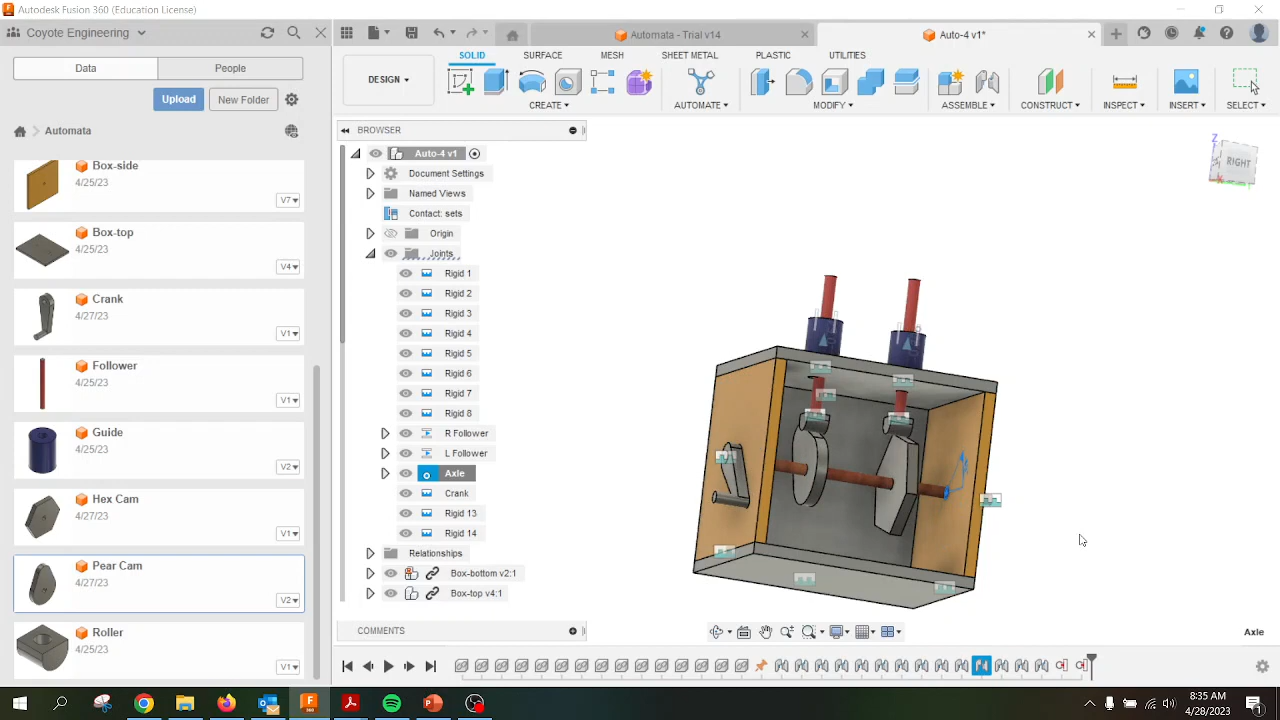 Autodesk Fusion 360 (Education License)
Coyote Engineering
Automata - Trial v14
Auto-4 v1*
Data
People
SOLID
SURFACE
MESH
SHEET METAL
PLASTIC
UTILITIES
DESIGN
Upload
New Folder
CREATE
AUTOMATE
MODIFY
ASSEMBLE
CONSTRUCT
INSPECT
INSERT
SELECT
Automata
BROWSER
Auto-4 v1
Document Settings
Named Views
Contact: sets
Origin
Joints
Rigid 1
Rigid 2
Rigid 3
Rigid 4
Rigid 5
Rigid 6
Rigid 7
Rigid 8
R Follower
L Follower
Axle
Crank
Rigid 13
Rigid 14
Relationships
Box-bottom v2:1
Box-top v4:1
Box-side
4/25/23
V7
Box-top
4/25/23
V4
Crank
4/27/23
V1
Follower
4/25/23
V1
Guide
4/25/23
V2
Hex Cam
4/27/23
V1
Pear Cam
4/27/23
V2
Roller
4/25/23
V1
Z
RIGHT
COMMENTS
Axle
8:35 AM
4/28/2023